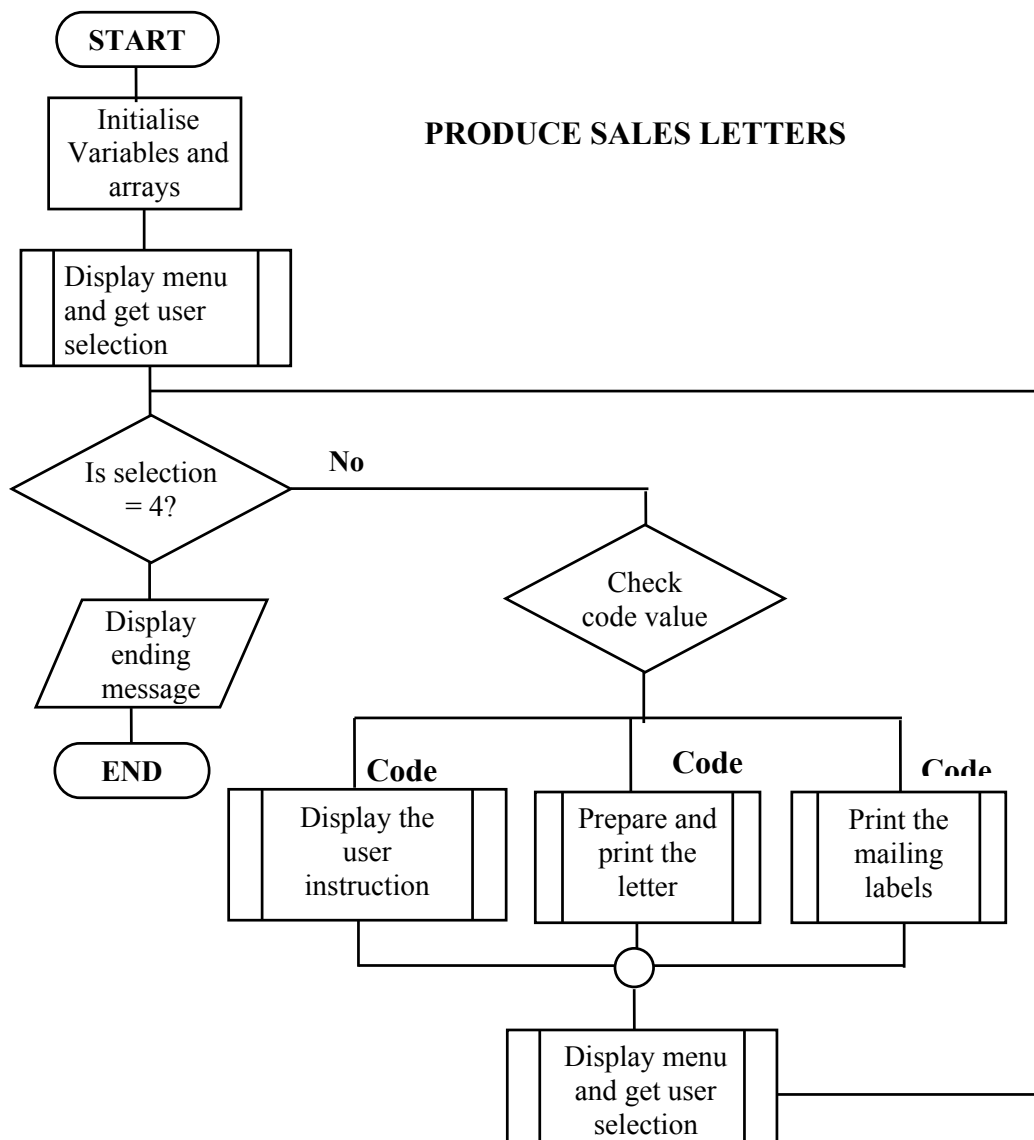 START
Initialise
Variables and
arrays
PRODUCE SALES LETTERS
Display menu
and get user
selection
Is selection
= 4?
No
Check
code value
Display
ending
message
END
Code
Code
Code
Display the
user
instruction
Prepare and
print the
letter
Print the
mailing
labels
Display menu
and get user
selection